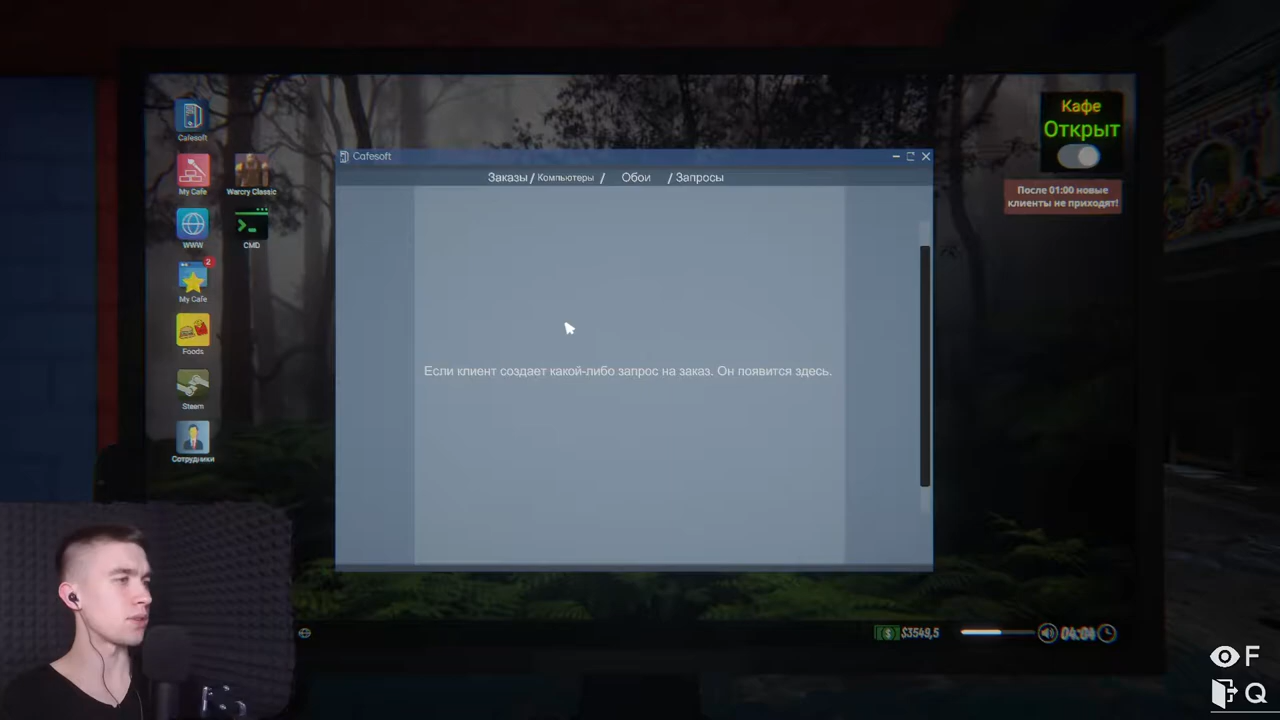 Кафе
Открыт
После 01:00 новые
клиенты не приходят!
Cafesoft
My Cafe
Warcry Classic
WWW
CMD
2
My Cafe
Foods
Steem
Сотрудники
Cafesoft
Заказы / Компьютеры / Обои / Запросы
Если клиент создает какой-либо запрос на заказ. Он появится здесь.
$3549,5
04:04
F
Q